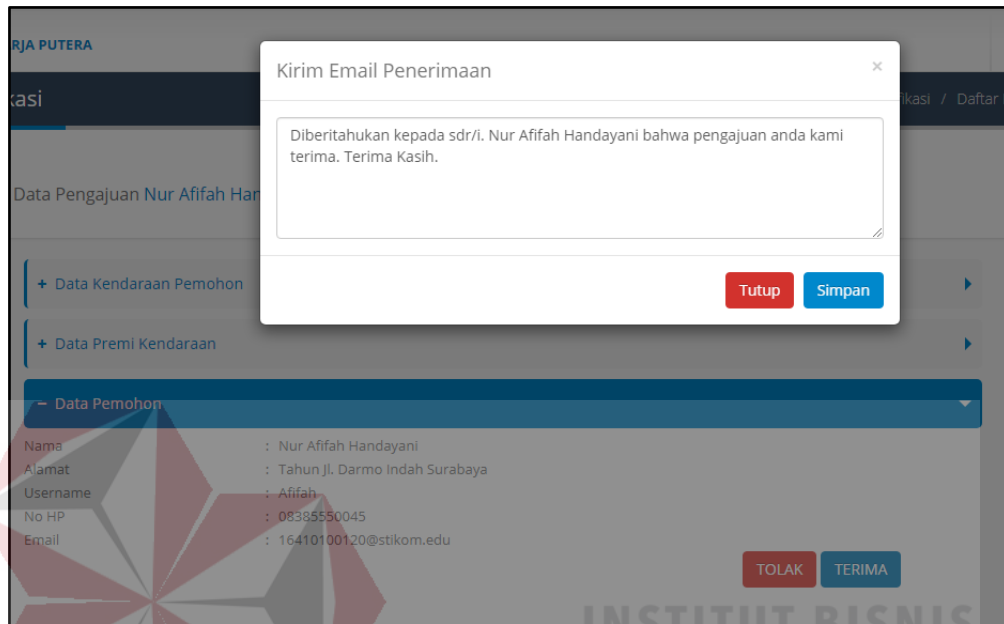 RJA PUTERA
Kirim Email Penerimaan
×
kasi
fikasi / Daftar
Diberitahukan kepada sdr/i. Nur Afifah Handayani bahwa pengajuan anda kami
terima. Terima Kasih.
Data Pengajuan Nur Afifah Han
Tutup Simpan
+ Data Kendaraan Pemohon
+ Data Premi Kendaraan
− Data Pemohon
Nama : Nur Afifah Handayani
Alamat : Tahun Jl. Darmo Indah Surabaya
Username : Afifah
No HP : 08385550045
Email : 16410100120@stikom.edu
TOLAK TERIMA
INSTITUT BISNIS